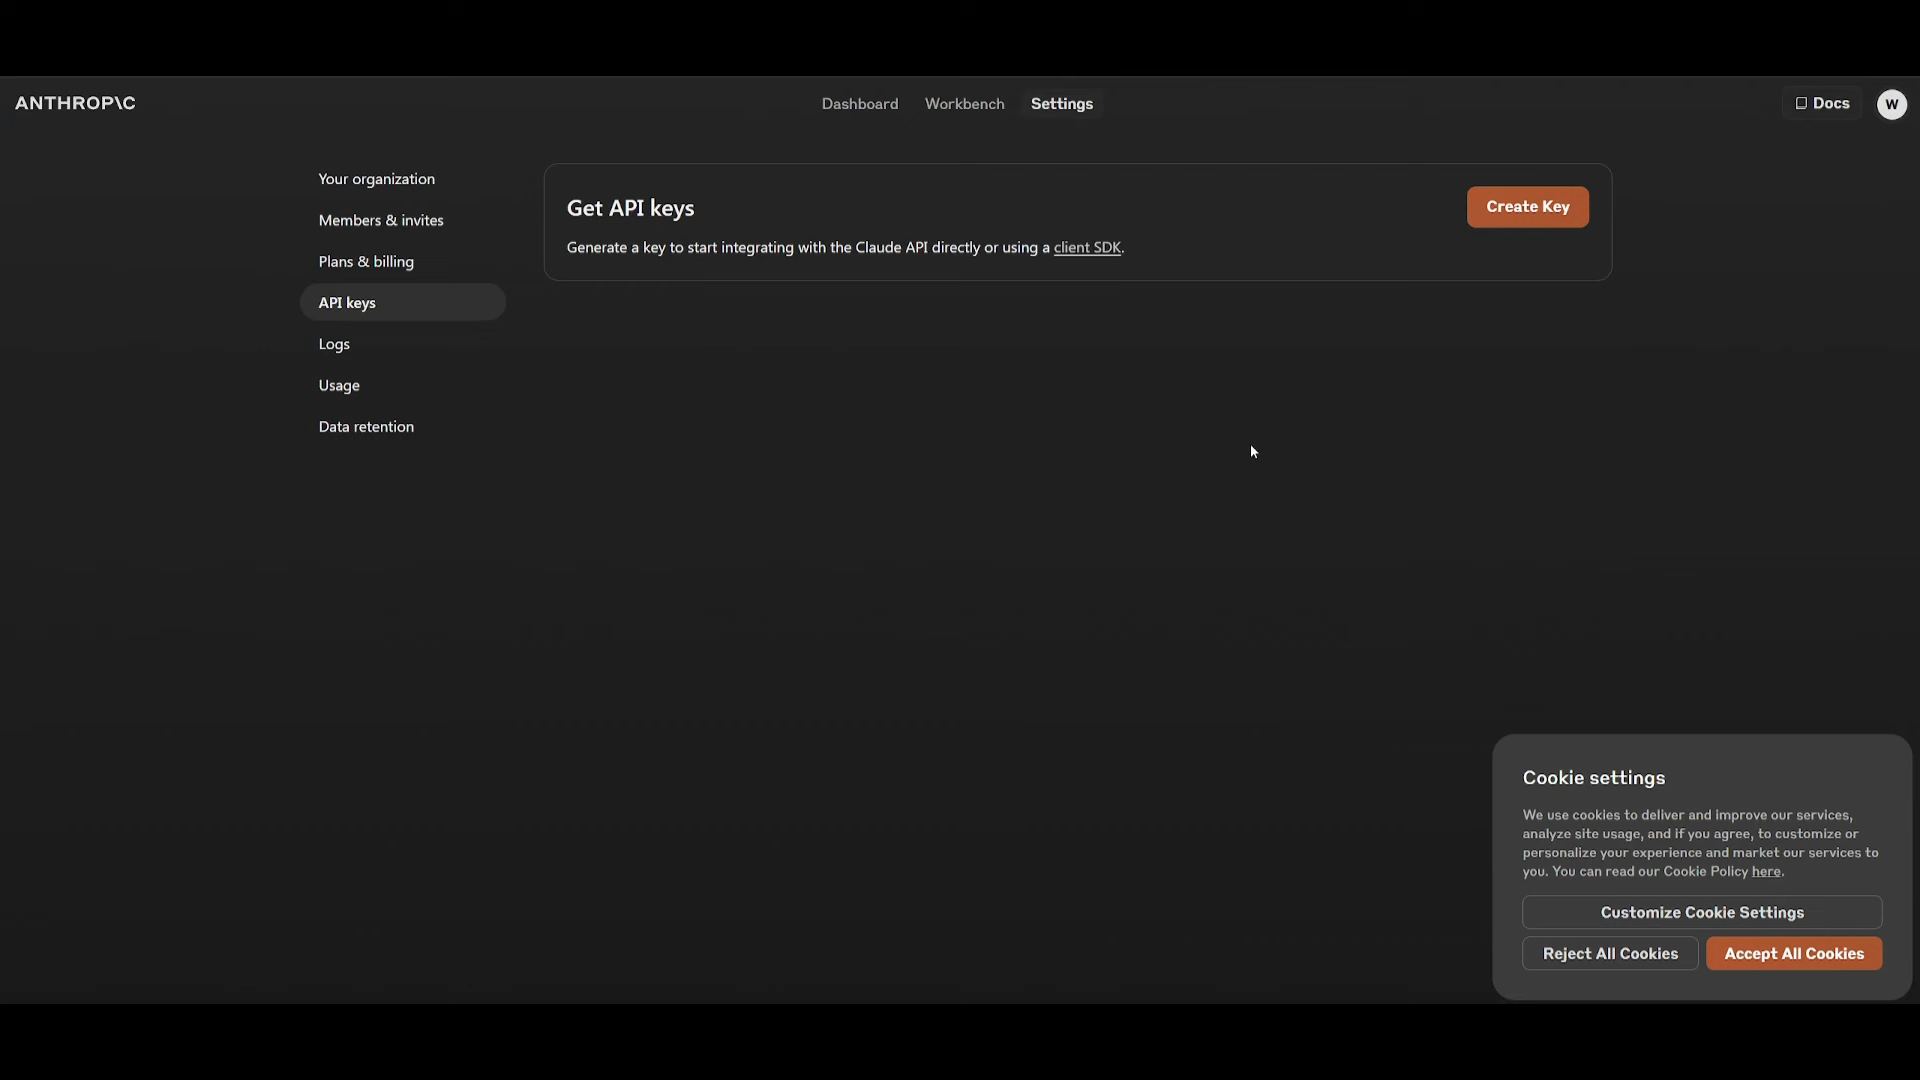 ANTHROP\C
Dashboard Workbench Settings
Docs W
Your organization
Members & invites
Plans & billing
API keys
Logs
Usage
Data retention
Get API keys
Create Key
Generate a key to start integrating with the Claude API directly or using a client SDK.
Cookie settings
We use cookies to deliver and improve our services,
analyze site usage, and if you agree, to customize or
personalize your experience and market our services to
you. You can read our Cookie Policy here.
Customize Cookie Settings
Reject All Cookies Accept All Cookies